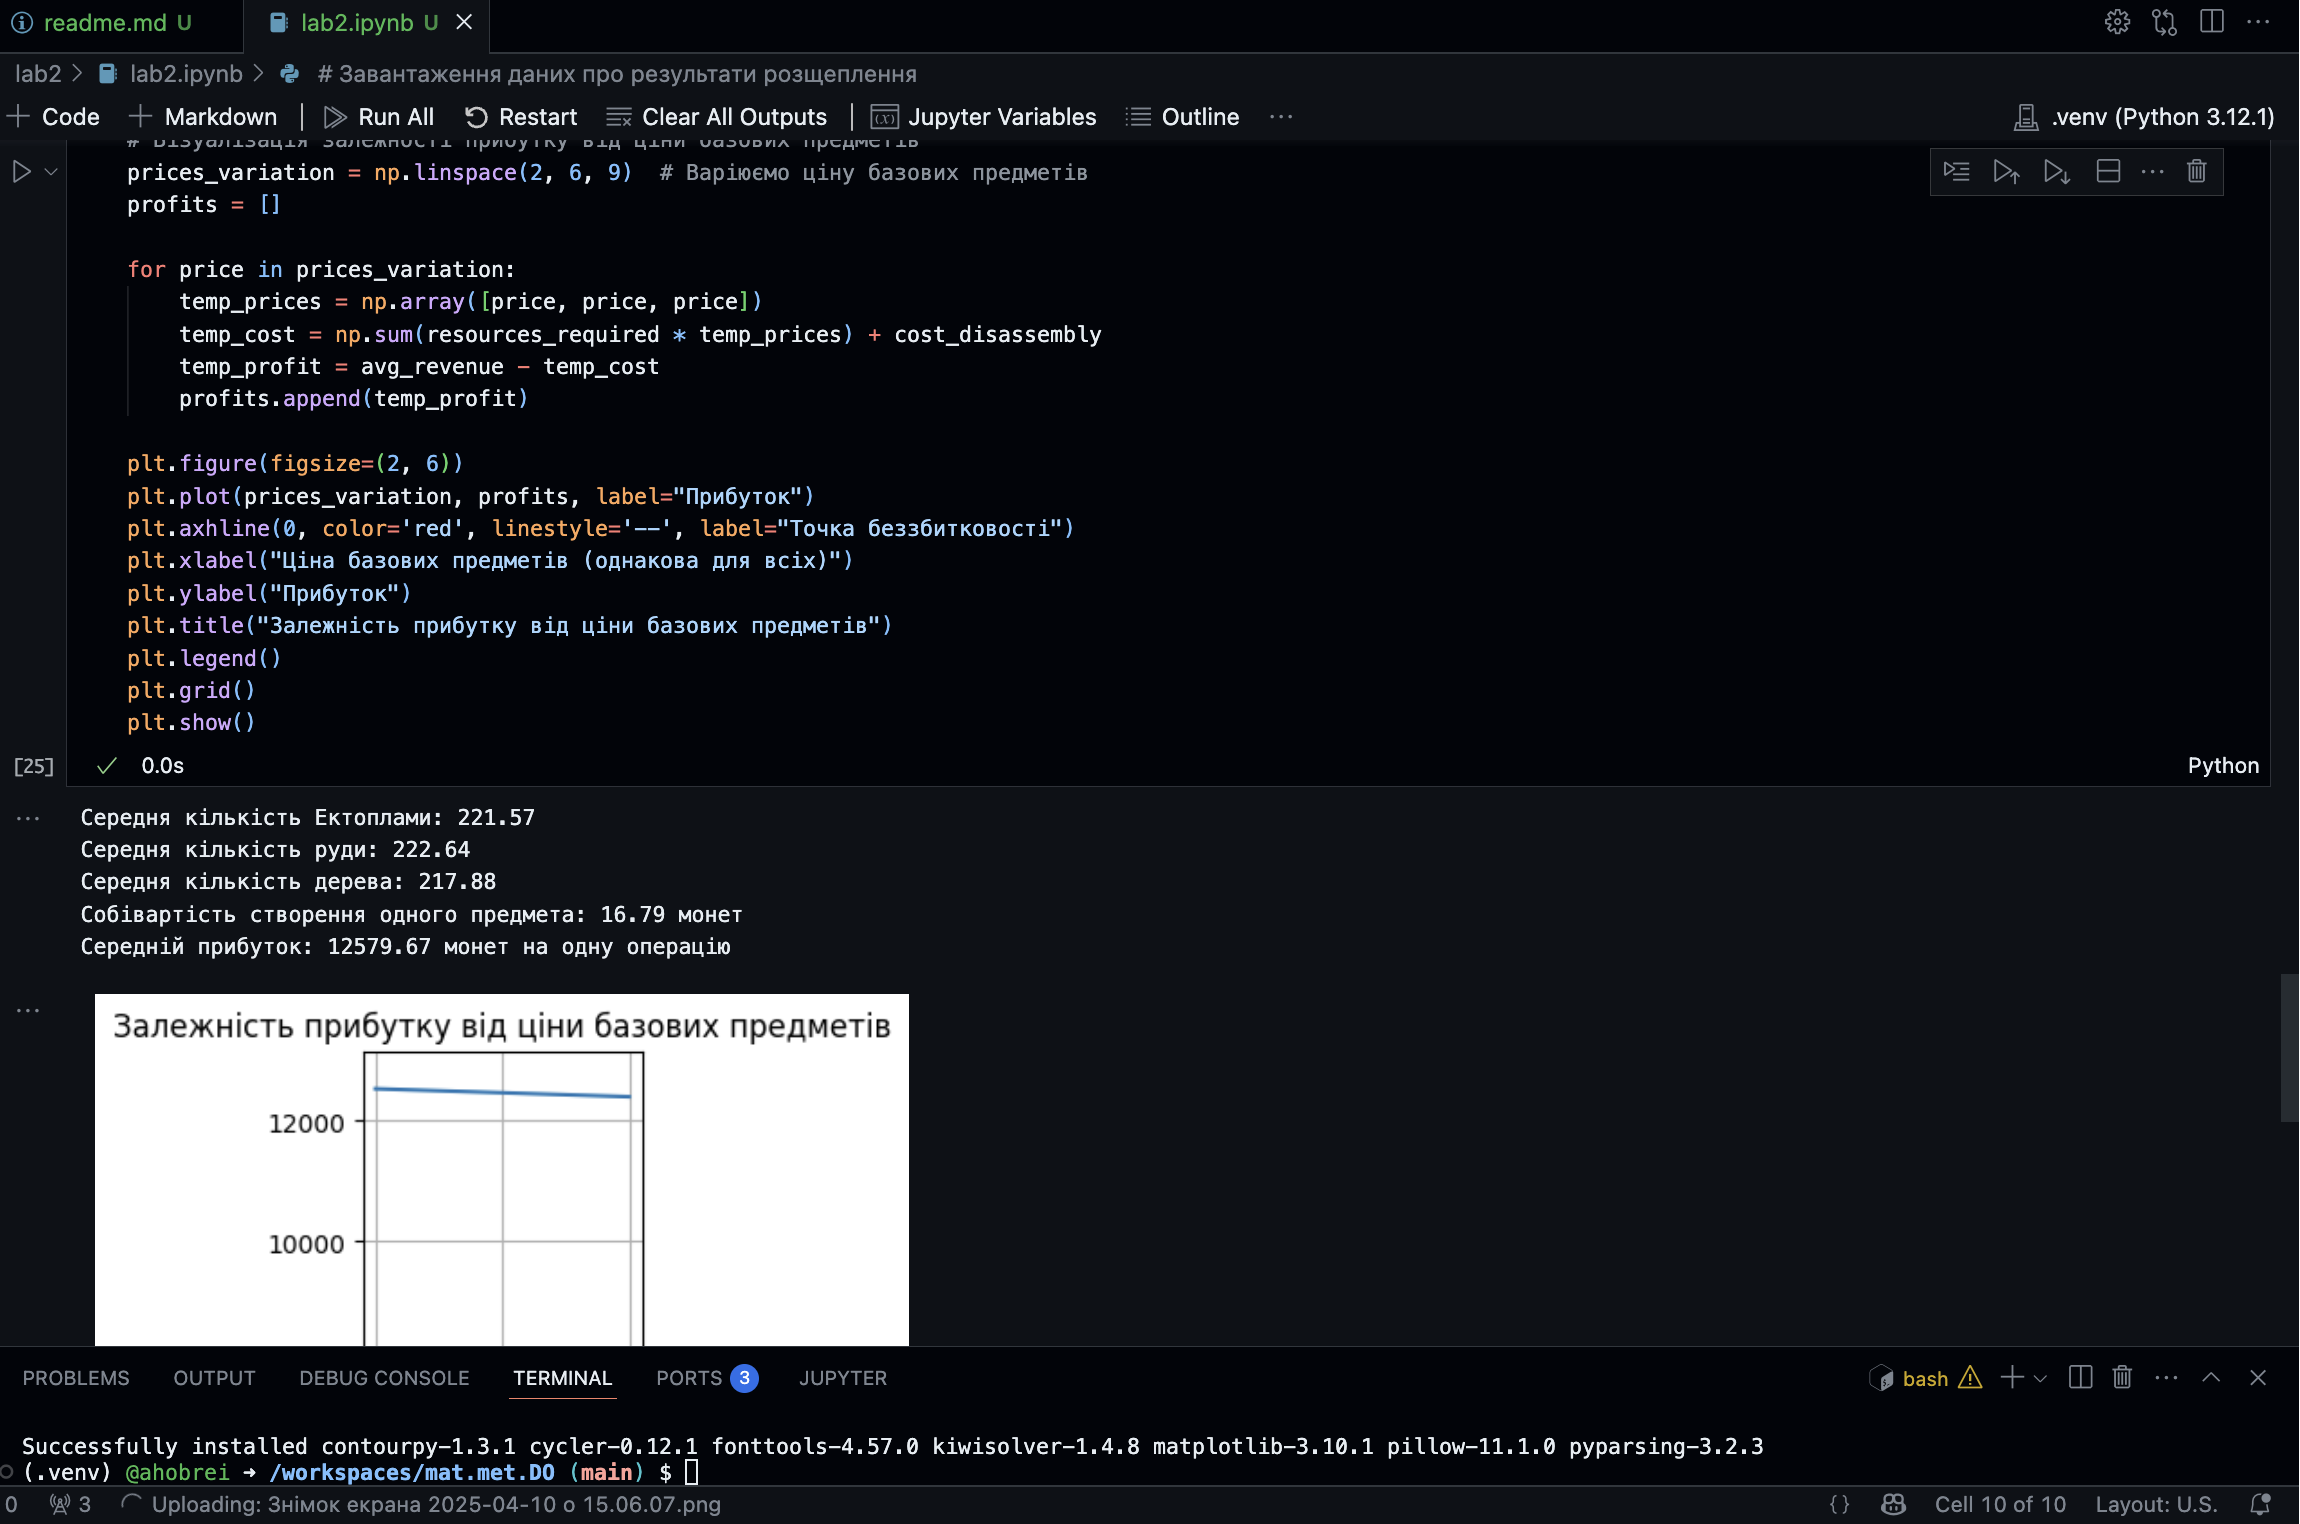 readme.md U lab2.ipynb U
lab2 > lab2.ipynb > # Завантаження даних про результати розщеплення
Code Markdown | Run All Restart Clear All Outputs | Jupyter Variables Outline ... .venv (Python 3.12.1)
# Візуалізація залежності прибутку від ціни базових предметів
prices_variation = np.linspace(2, 6, 9)  # Варіюємо ціну базових предметів
profits = []
for price in prices_variation:
    temp_prices = np.array([price, price, price])
    temp_cost = np.sum(resources_required * temp_prices) + cost_disassembly
    temp_profit = avg_revenue - temp_cost
    profits.append(temp_profit)
plt.figure(figsize=(2, 6))
plt.plot(prices_variation, profits, label="Прибуток")
plt.axhline(0, color='red', linestyle='--', label="Точка беззбитковості")
plt.xlabel("Ціна базових предметів (однакова для всіх)")
plt.ylabel("Прибуток")
plt.title("Залежність прибутку від ціни базових предметів")
plt.legend()
plt.grid()
plt.show()
[25] 0.0s Python
Середня кількість Ектоплами: 221.57
Середня кількість руди: 222.64
Середня кількість дерева: 217.88
Собівартість створення одного предмета: 16.79 монет
Середній прибуток: 12579.67 монет на одну операцію
Залежність прибутку від ціни базових предметів
12000
10000
PROBLEMS OUTPUT DEBUG CONSOLE TERMINAL PORTS 3 JUPYTER bash
Successfully installed contourpy-1.3.1 cycler-0.12.1 fonttools-4.57.0 kiwisolver-1.4.8 matplotlib-3.10.1 pillow-11.1.0 pyparsing-3.2.3
(.venv) @ahobrei ➜ /workspaces/mat.met.DO (main) $
0 3 Uploading: Знімок екрана 2025-04-10 о 15.06.07.png {} Cell 10 of 10 Layout: U.S.